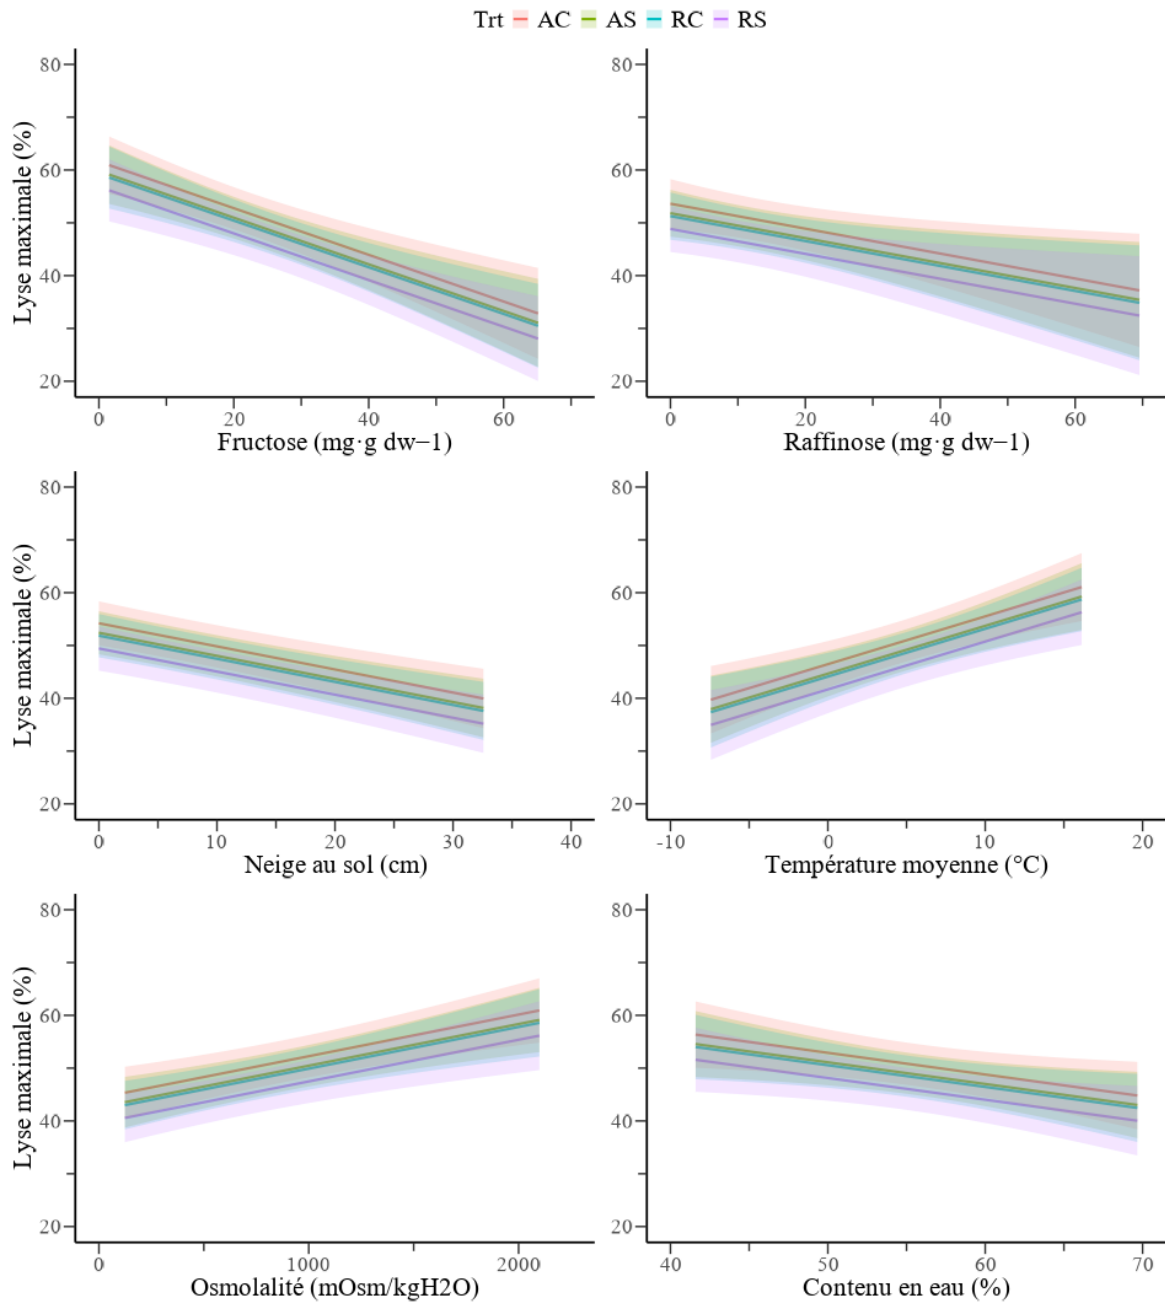 Trt AC AS RC RS
Lyse maximale (%)
80
60
40
20
0 20 40 60
Fructose (mg·g dw−1)
80
60
40
20
0 20 40 60
Raffinose (mg·g dw−1)
Lyse maximale (%)
80
60
40
20
0 10 20 30 40
Neige au sol (cm)
80
60
40
20
-10 0 10 20
Température moyenne (°C)
Lyse maximale (%)
80
60
40
20
0 1000 2000
Osmolalité (mOsm/kgH2O)
80
60
40
20
40 50 60 70
Contenu en eau (%)